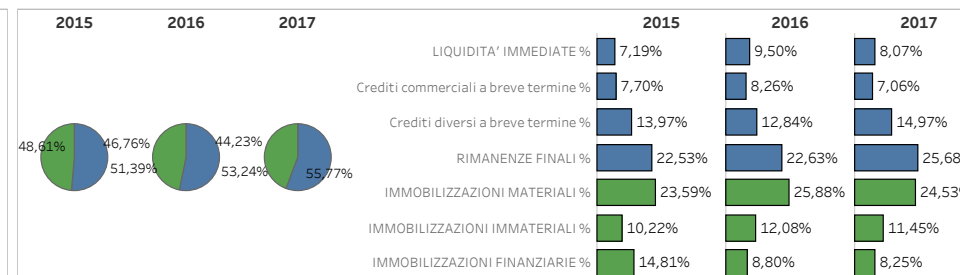 2015 2016 2017
48,61% 46,76% 44,23%
51,39% 53,24% 55,77%
2015 2016 2017
LIQUIDITA' IMMEDIATE % 7,19% 9,50% 8,07%
Crediti commerciali a breve termine % 7,70% 8,26% 7,06%
Crediti diversi a breve termine % 13,97% 12,84% 14,97%
RIMANENZE FINALI % 22,53% 22,63% 25,68
IMMOBILIZZAZIONI MATERIALI % 23,59% 25,88% 24,53%
IMMOBILIZZAZIONI IMMATERIALI % 10,22% 12,08% 11,45%
IMMOBILIZZAZIONI FINANZIARIE % 14,81% 8,80% 8,25%